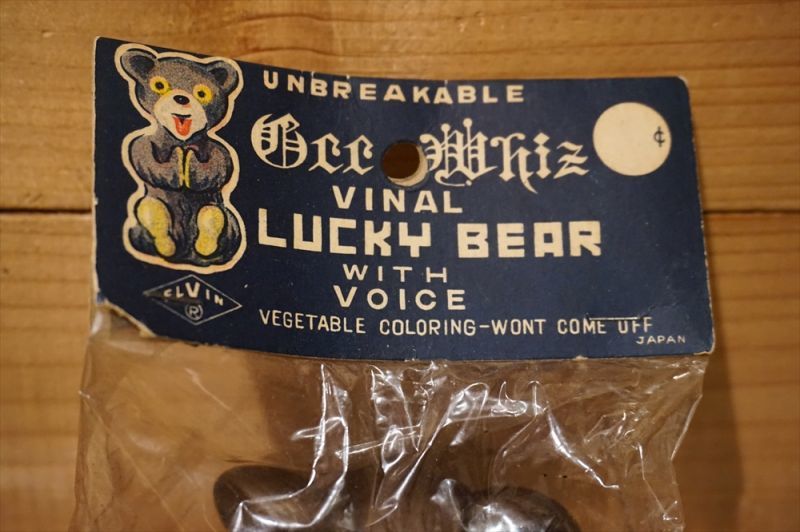 UNBREAKABLE
Gee Whiz
¢
VINAL
LUCKY BEAR
WITH
VOICE
ELVIN
®
VEGETABLE COLORING-WONT COME OFF
JAPAN